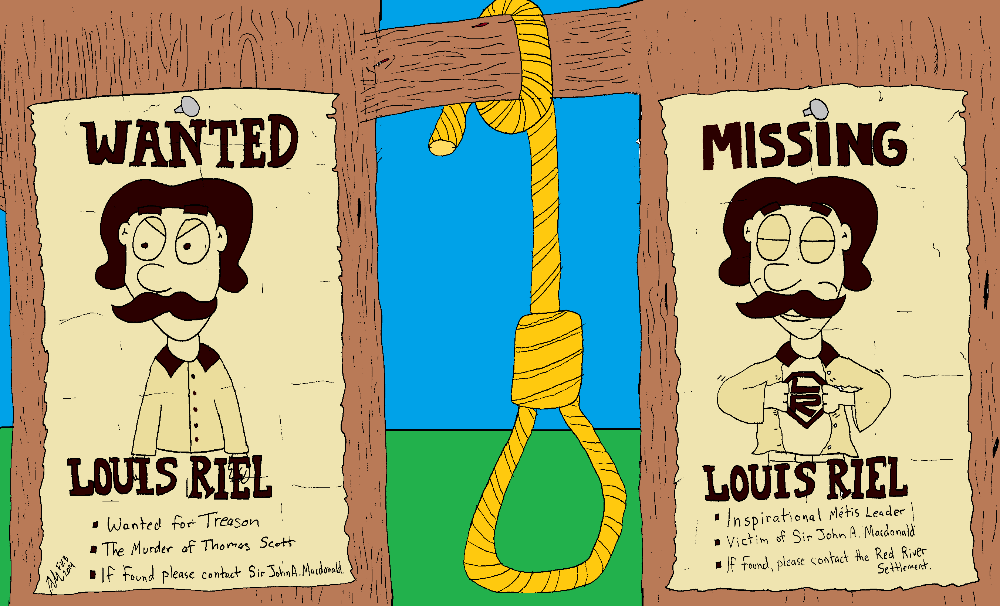 WANTED
LOUIS RIEL
▪ Wanted for Treason
▪ The Murder of Thomas Scott
▪ If found please contact Sir John A. Macdonald.
FEB
2014
MISSING
LR
LOUIS RIEL
▪ Inspirational Métis Leader
▪ Victim of Sir John A. Macdonald
▪ If found, please contact the Red River
Settlement.